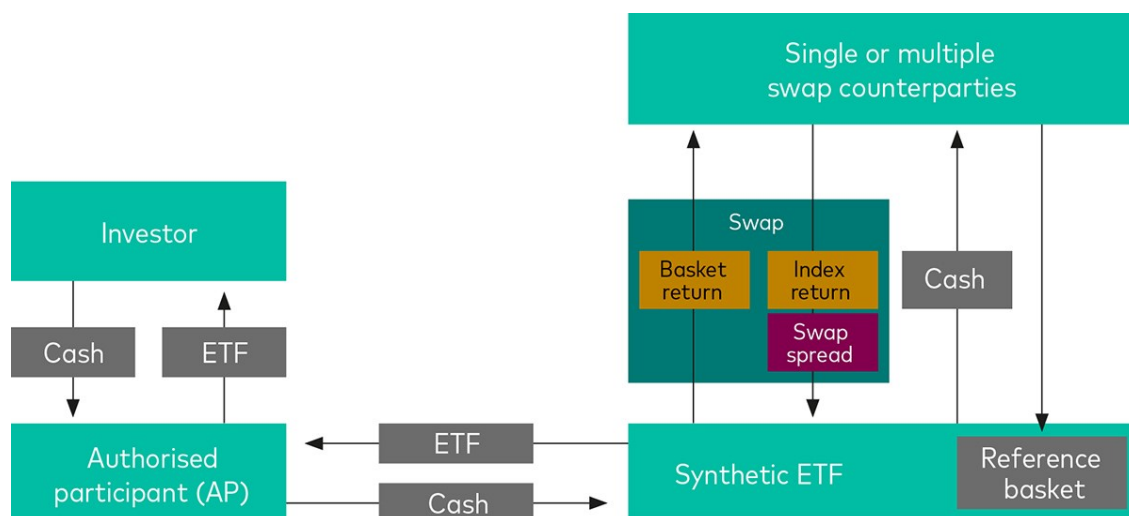 Single or multiple
swap counterparties
Investor
Swap
Basket
return
Index
return
Cash
Swap
spread
Cash
ETF
Authorised
participant (AP)
ETF
Cash
Synthetic ETF
Reference
basket